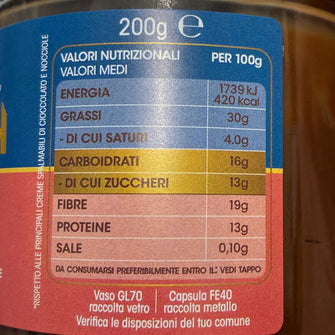 200g ℮
VALORI NUTRIZIONALI PER 100g
VALORI MEDI
ENERGIA 1739 kJ
420 kcal
GRASSI 30g
- DI CUI SATURI 4.0g
CARBOIDRATI 16g
- DI CUI ZUCCHERI 13g
FIBRE 19g
PROTEINE 13g
SALE 0,10g
DA CONSUMARSI PREFERIBILMENTE ENTRO IL: VEDI TAPPO
Vaso GL70 Capsula FE40
raccolta vetro raccolta metallo
Verifica le disposizioni del tuo comune
*RISPETTO ALLE PRINCIPALI CREME SPALMABILI DI CIOCCOLATO E NOCCIOLE